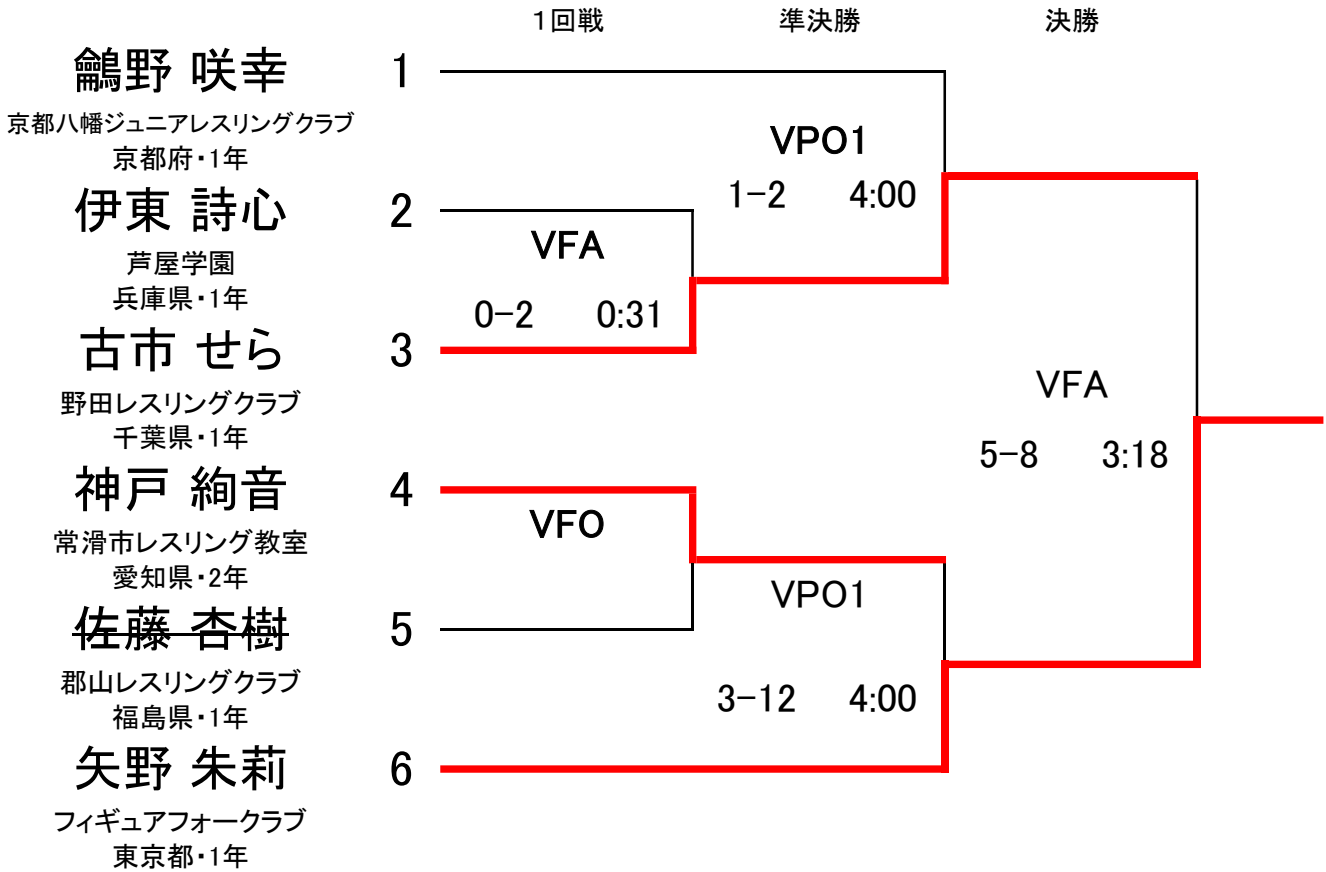 1回戦 準決勝 決勝
鸙野 咲幸 1
京都八幡ジュニアレスリングクラブ
京都府・1年
VPO1
1-2 4:00
伊東 詩心 2
芦屋学園
兵庫県・1年
VFA
0-2 0:31
古市 せら 3
野田レスリングクラブ
千葉県・1年
VFA
5-8 3:18
神戸 絢音 4
常滑市レスリング教室
愛知県・2年
VFO
佐藤 杏樹 5
郡山レスリングクラブ
福島県・1年
VPO1
3-12 4:00
矢野 朱莉 6
フィギュアフォークラブ
東京都・1年